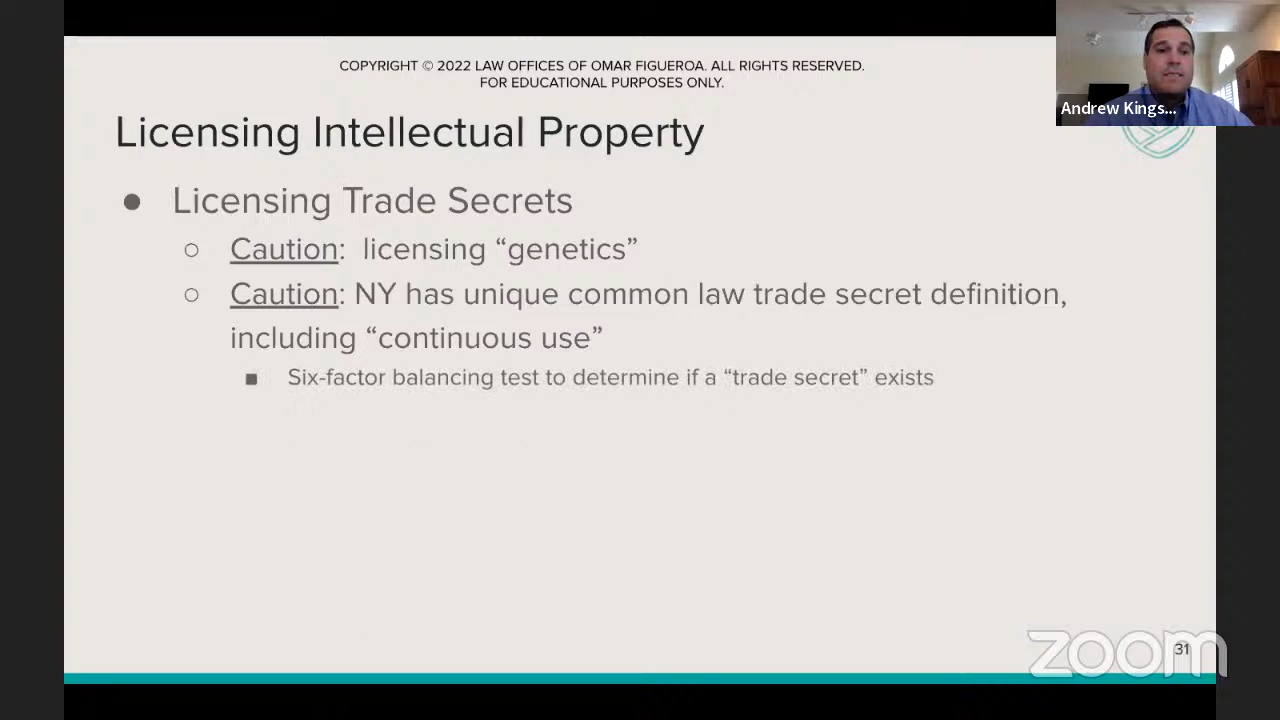 COPYRIGHT © 2022 LAW OFFICES OF OMAR FIGUEROA. ALL RIGHTS RESERVED.
FOR EDUCATIONAL PURPOSES ONLY.
Andrew Kings...
Licensing Intellectual Property
● Licensing Trade Secrets
○ Caution:  licensing “genetics”
○ Caution: NY has unique common law trade secret definition,
including “continuous use”
■ Six-factor balancing test to determine if a “trade secret” exists
31
zoom